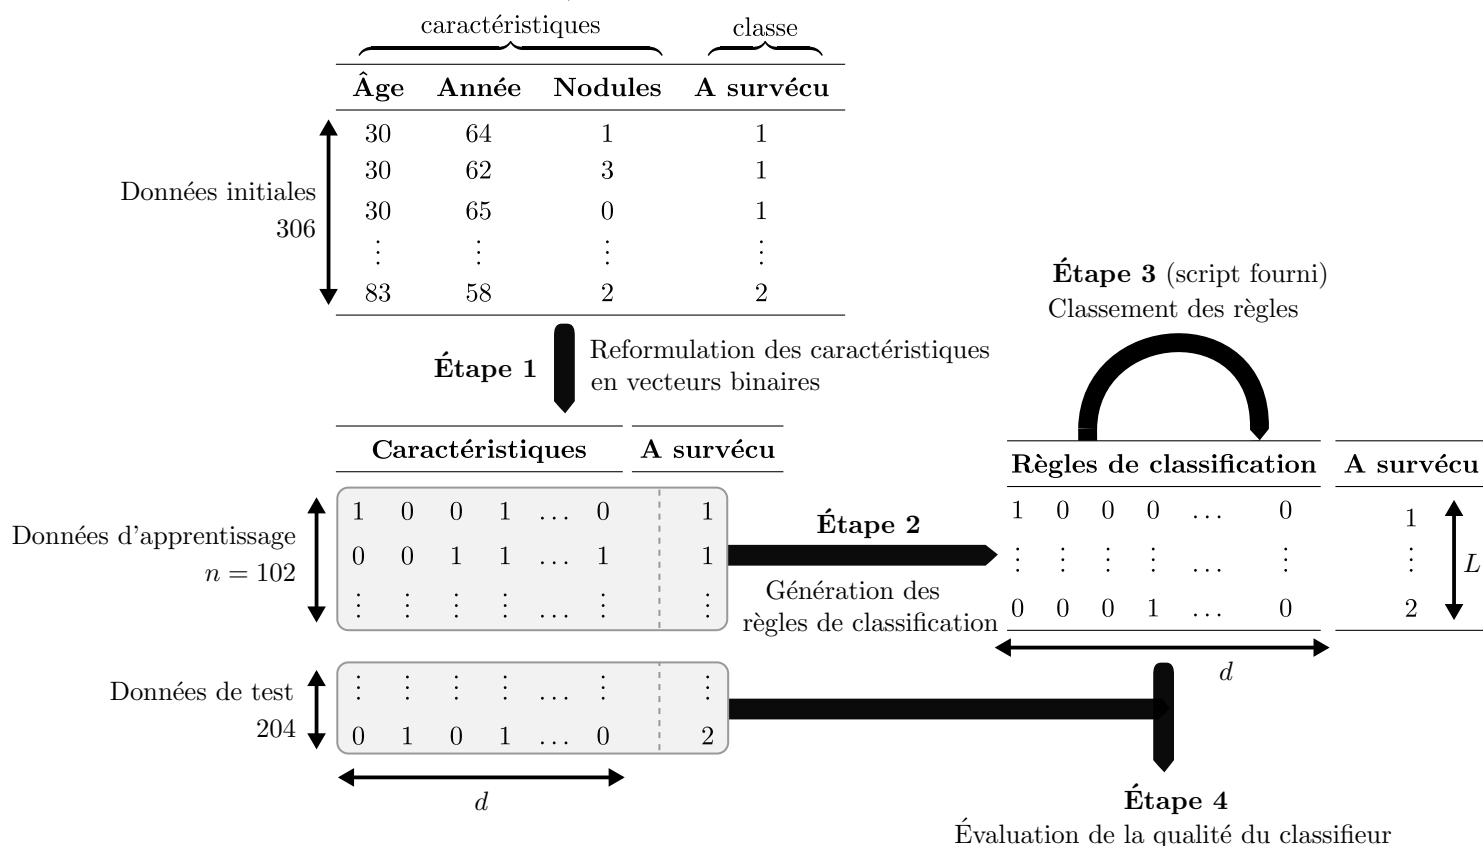 caractéristiques classe
Âge Année Nodules A survécu
30 64 1 1
30 62 3 1
30 65 0 1
⋮ ⋮ ⋮ ⋮
83 58 2 2
Données initiales
306
Étape 1
Reformulation des caractéristiques
en vecteurs binaires
Caractéristiques A survécu
1 0 0 1 … 0 1
0 0 1 1 … 1 1
⋮ ⋮ ⋮ ⋮ … ⋮ ⋮
Données d'apprentissage
n = 102
Étape 2
Génération des
règles de classification
Étape 3 (script fourni)
Classement des règles
Règles de classification A survécu
1 0 0 0 … 0 1
⋮ ⋮ ⋮ ⋮ … ⋮ ⋮
0 0 0 1 … 0 2
L
d
Données de test
204
⋮ ⋮ ⋮ ⋮ … ⋮ ⋮
0 1 0 1 … 0 2
d
Étape 4
Évaluation de la qualité du classifieur